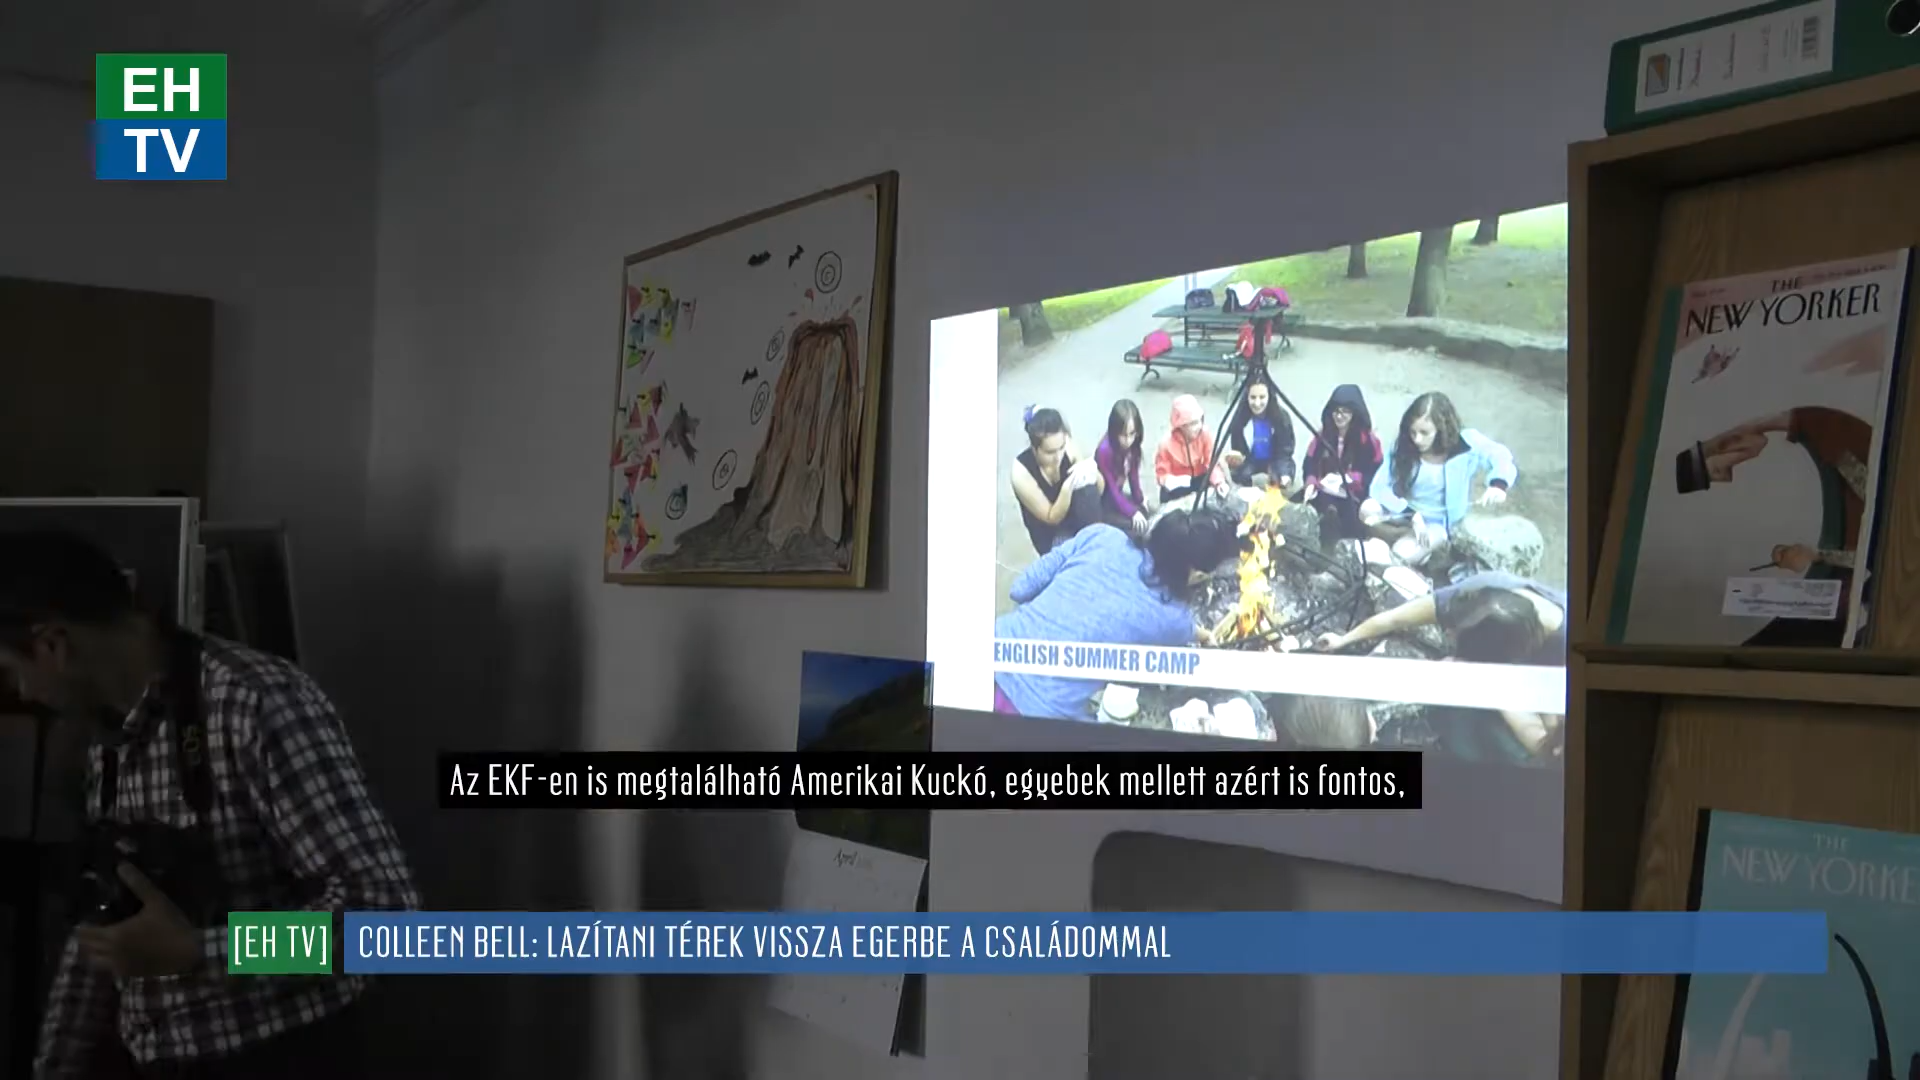 EH
TV
THE
NEW YORKER
ENGLISH SUMMER CAMP
Az EKF-en is megtalálható Amerikai Kuckó, egyebek mellett azért is fontos,
April
THE
NEW YORKE
[EH TV] COLLEEN BELL: LAZÍTANI TÉREK VISSZA EGERBE A CSALÁDOMMAL